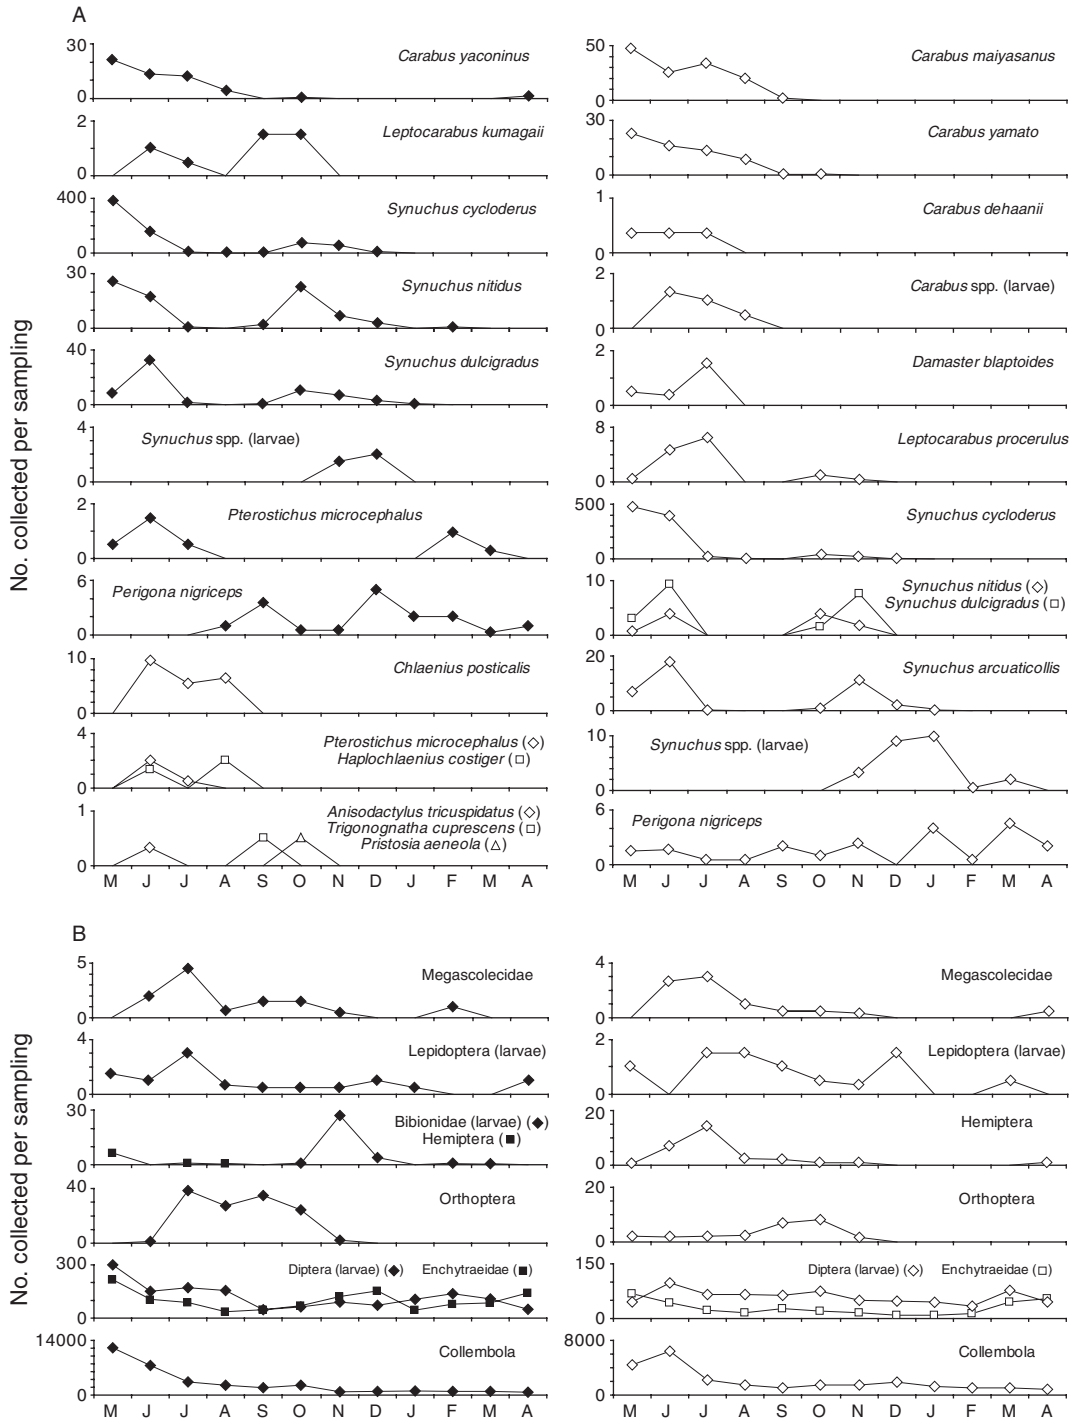 A
No. collected per sampling
30
0
Carabus yaconinus
2
0
Leptocarabus kumagaii
400
0
Synuchus cycloderus
30
0
Synuchus nitidus
40
0
Synuchus dulcigradus
4
0
Synuchus spp. (larvae)
2
0
Pterostichus microcephalus
6
0
Perigona nigriceps
10
0
Chlaenius posticalis
4
0
Pterostichus microcephalus (◇)
Haplochlaenius costiger (□)
1
0
Anisodactylus tricuspidatus (◇)
Trigonognatha cuprescens (□)
Pristosia aeneola (△)
M J J A S O N D J F M A
50
0
Carabus maiyasanus
30
0
Carabus yamato
1
0
Carabus dehaanii
2
0
Carabus spp. (larvae)
2
0
Damaster blaptoides
8
0
Leptocarabus procerulus
500
0
Synuchus cycloderus
10
0
Synuchus nitidus (◇)
Synuchus dulcigradus (□)
20
0
Synuchus arcuaticollis
10
0
Synuchus spp. (larvae)
6
0
Perigona nigriceps
M J J A S O N D J F M A
B
No. collected per sampling
5
0
Megascolecidae
4
0
Lepidoptera (larvae)
30
0
Bibionidae (larvae) (◆)
Hemiptera (■)
40
0
Orthoptera
300
0
Diptera (larvae) (◆) Enchytraeidae (■)
14000
0
Collembola
M J J A S O N D J F M A
4
0
Megascolecidae
2
0
Lepidoptera (larvae)
20
0
Hemiptera
20
0
Orthoptera
150
0
Diptera (larvae) (◇) Enchytraeidae (□)
8000
0
Collembola
M J J A S O N D J F M A